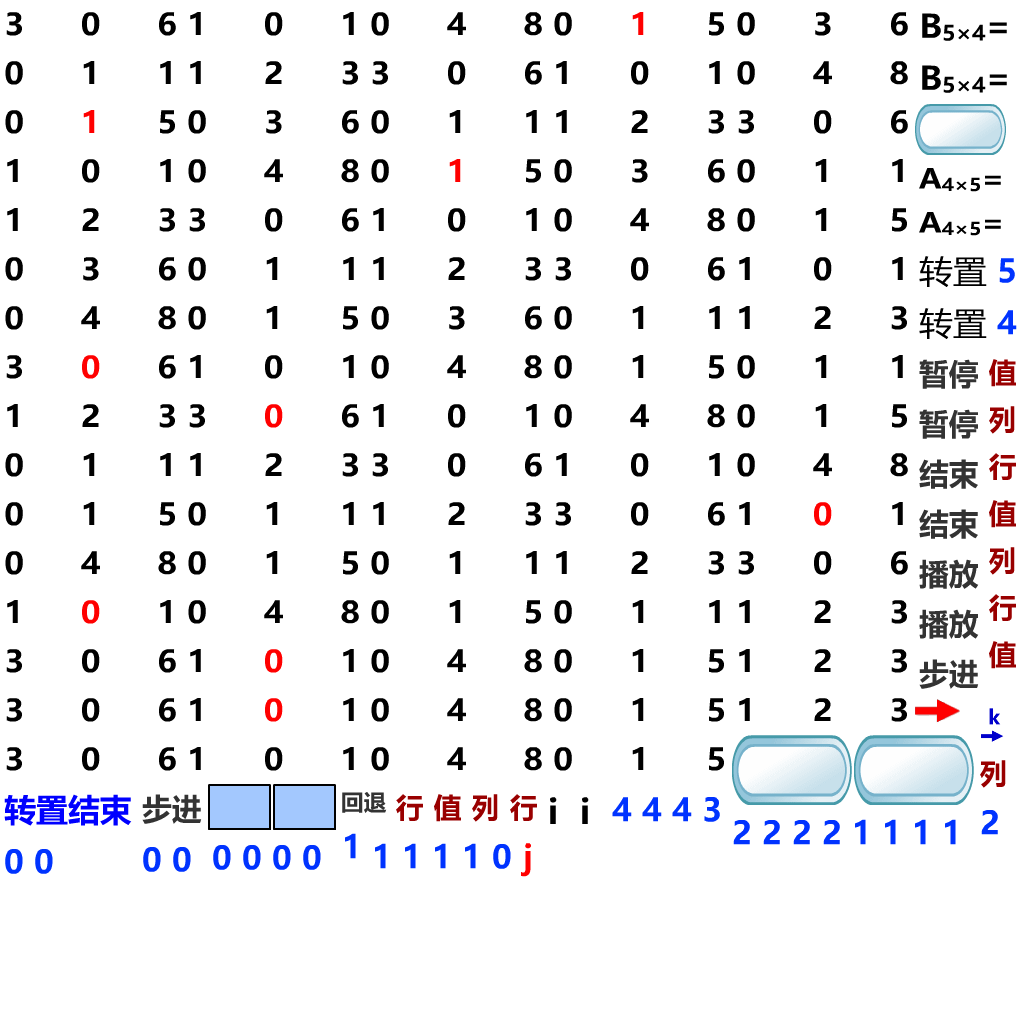 3 0 6 1 0 1 0 4 8 0 1 5 0 3 6 B5×4=
0 1 1 1 2 3 3 0 6 1 0 1 0 4 8 B5×4=
0 1 5 0 3 6 0 1 1 1 2 3 3 0 6
1 0 1 0 4 8 0 1 5 0 3 6 0 1 1 A4×5=
1 2 3 3 0 6 1 0 1 0 4 8 0 1 5 A4×5=
0 3 6 0 1 1 1 2 3 3 0 6 1 0 1 转置 5
0 4 8 0 1 5 0 3 6 0 1 1 1 2 3 转置 4
3 0 6 1 0 1 0 4 8 0 1 5 0 1 1 暂停 值
1 2 3 3 0 6 1 0 1 0 4 8 0 1 5 暂停 列
0 1 1 1 2 3 3 0 6 1 0 1 0 4 8 结束 行
0 1 5 0 1 1 1 2 3 3 0 6 1 0 1 结束 值
0 4 8 0 1 5 0 1 1 1 2 3 3 0 6 播放 列
1 0 1 0 4 8 0 1 5 0 1 1 1 2 3 播放 行
3 0 6 1 0 1 0 4 8 0 1 5 1 2 3 步进 值
3 0 6 1 0 1 0 4 8 0 1 5 1 2 3 k
3 0 6 1 0 1 0 4 8 0 1 5 列
转置结束 步进 回退 行 值 列 行 i i 4 4 4 3 2 2 2 2 1 1 1 1 2
0 0 0 0 0 0 0 0 1 1 1 1 1 0 j